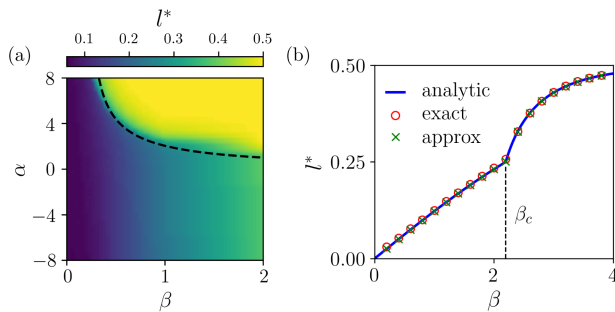 (a)
l*
0.1 0.2 0.3 0.4 0.5
8
4
0
−4
−8
α
0 1 2
β
(b)
0.50
0.25
0.00
l*
analytic
exact
approx
β_c
0 2 4
β